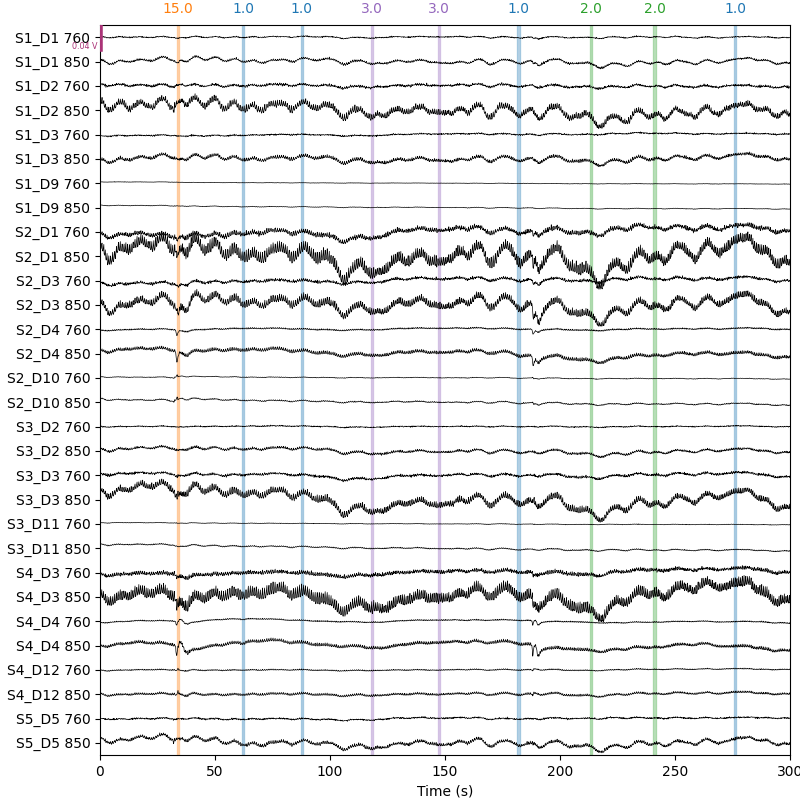 15.0 1.0 1.0 3.0 3.0 1.0 2.0 2.0 1.0
S1_D1 760
0.04 V
S1_D1 850
S1_D2 760
S1_D2 850
S1_D3 760
S1_D3 850
S1_D9 760
S1_D9 850
S2_D1 760
S2_D1 850
S2_D3 760
S2_D3 850
S2_D4 760
S2_D4 850
S2_D10 760
S2_D10 850
S3_D2 760
S3_D2 850
S3_D3 760
S3_D3 850
S3_D11 760
S3_D11 850
S4_D3 760
S4_D3 850
S4_D4 760
S4_D4 850
S4_D12 760
S4_D12 850
S5_D5 760
S5_D5 850
0 50 100 150 200 250 300
Time (s)